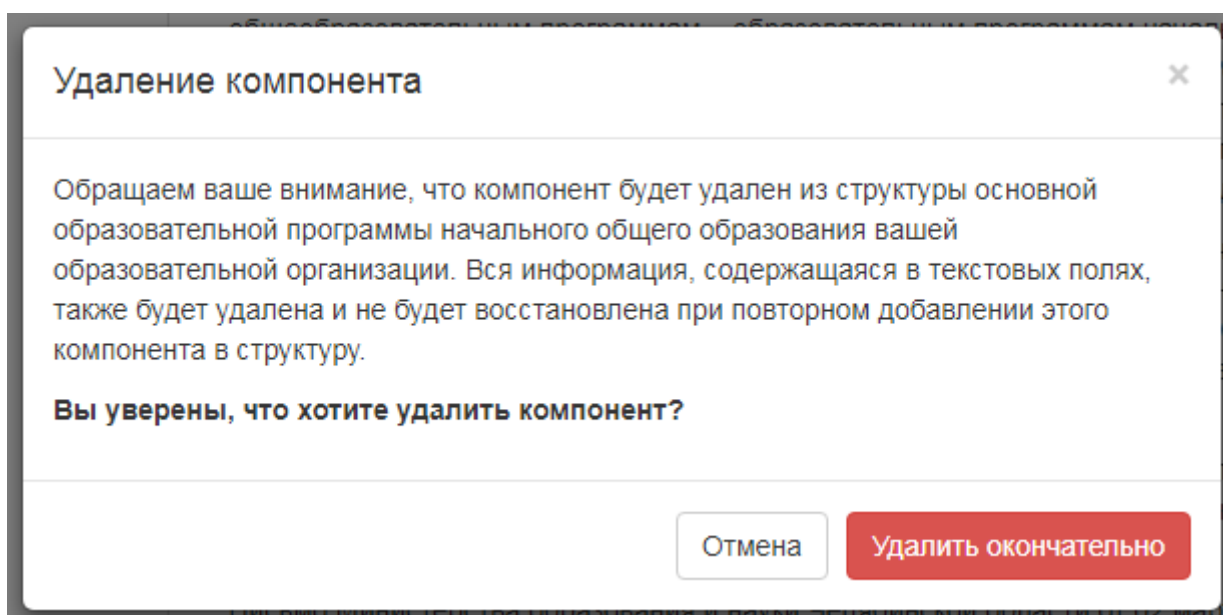 Удаление компонента
×
Обращаем ваше внимание, что компонент будет удален из структуры основной
образовательной программы начального общего образования вашей
образовательной организации. Вся информация, содержащаяся в текстовых полях,
также будет удалена и не будет восстановлена при повторном добавлении этого
компонента в структуру.
Вы уверены, что хотите удалить компонент?
Отмена
Удалить окончательно